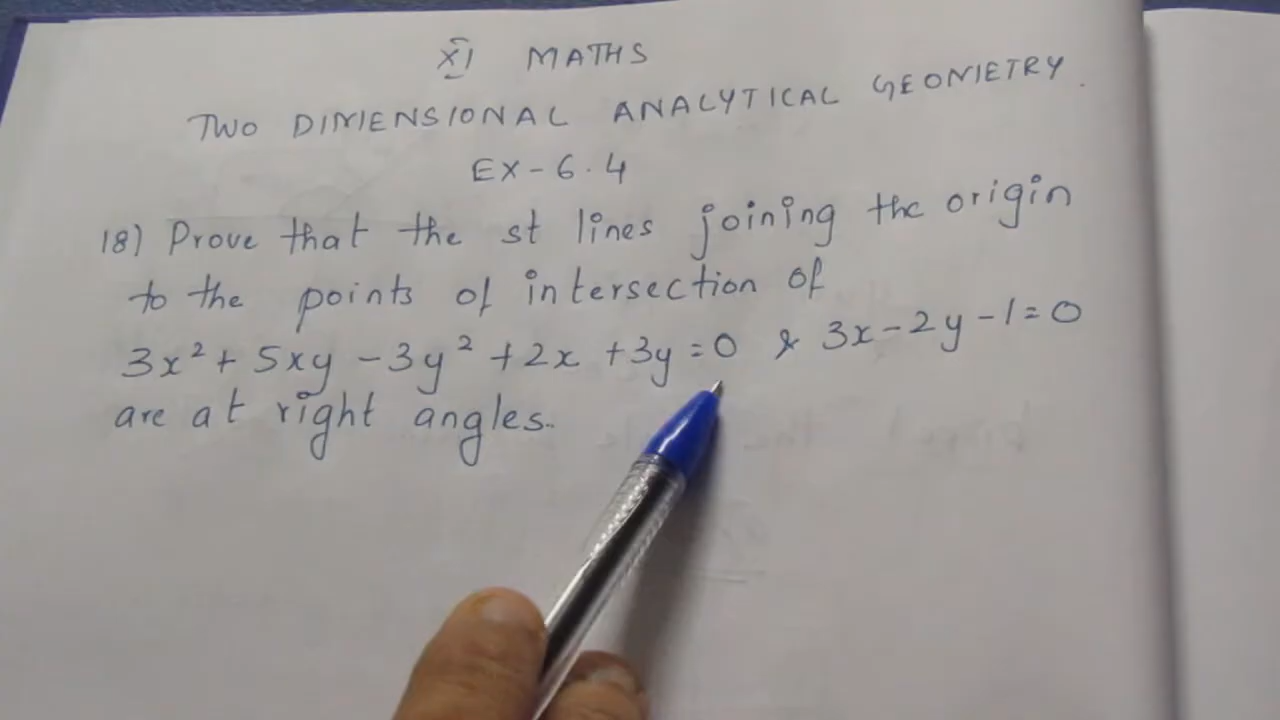 XI MATHS
TWO DIMENSIONAL ANALYTICAL GEOMETRY.
EX-6.4
18) Prove that the st lines joining the origin
to the points of intersection of
3x² + 5xy - 3y² + 2x + 3y = 0 & 3x - 2y - 1 = 0
are at right angles.